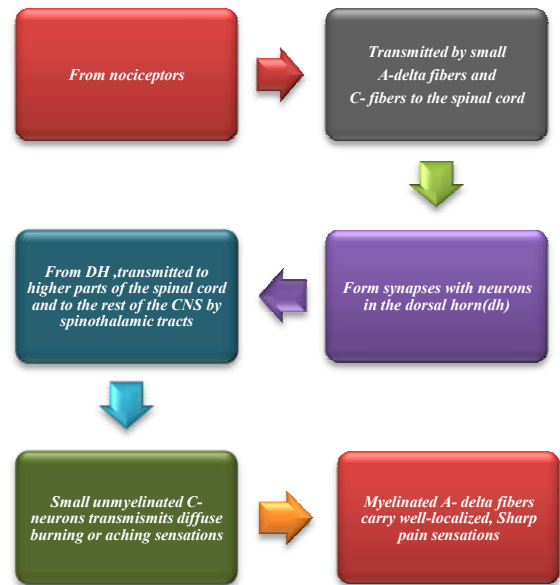 From nociceptors
Transmitted by small
A-delta fibers and
C- fibers to the spinal cord
Form synapses with neurons
in the dorsal horn(dh)
From DH ,transmitted to
higher parts of the spinal cord
and to the rest of the CNS by
spinothalamic tracts
Small unmyelinated C-
neurons transmismits diffuse
burning or aching sensations
Myelinated A- delta fibers
carry well-localized, Sharp
pain sensations